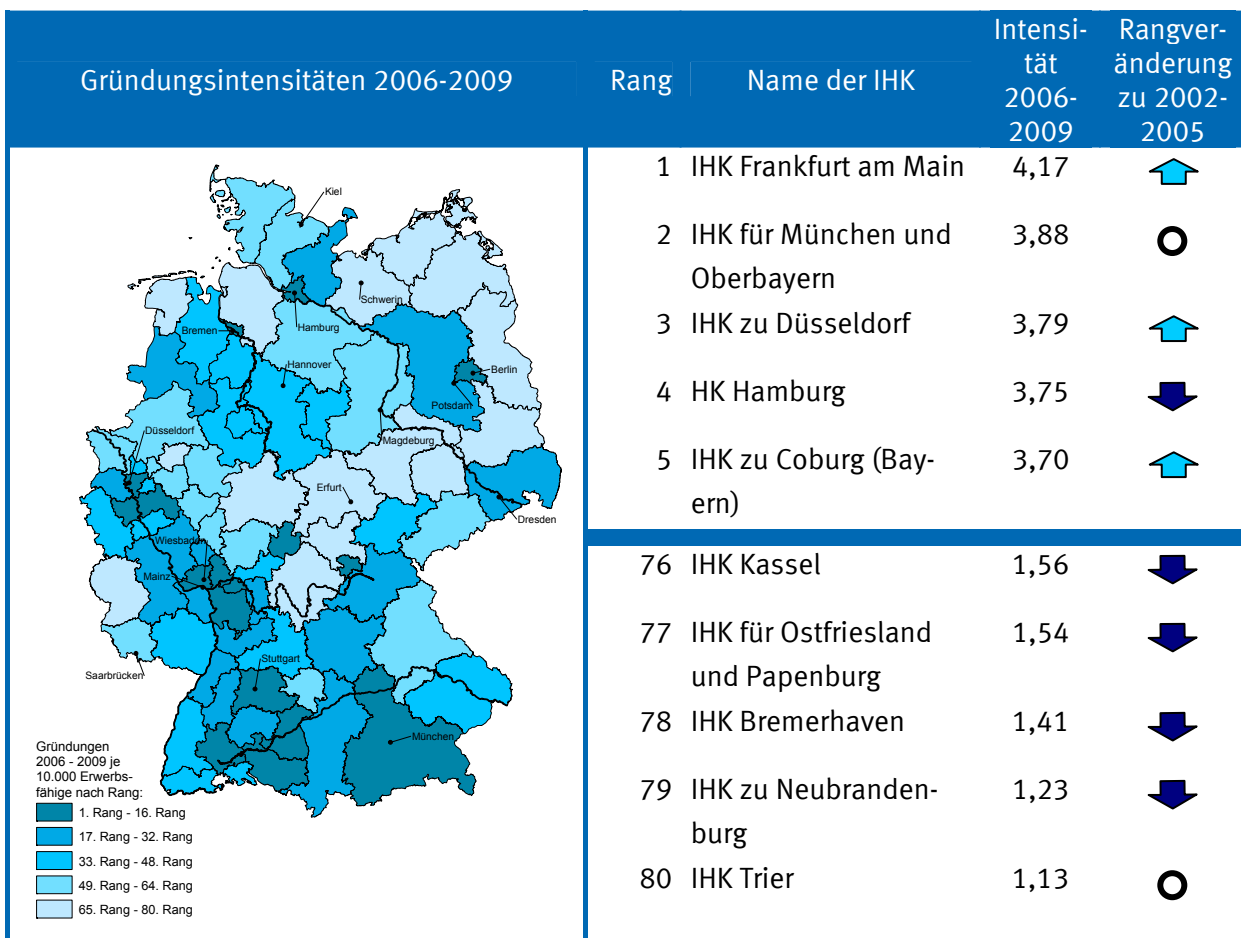 Gründungsintensitäten 2006-2009
Rang
Name der IHK
Intensi-
tät
2006-
2009
Rangver-
änderung
zu 2002-
2005
Kiel
Schwerin
Hamburg
Bremen
Hannover
Berlin
Potsdam
Magdeburg
Düsseldorf
Erfurt
Dresden
Wiesbaden
Mainz
Saarbrücken
Stuttgart
München
Gründungen
2006 - 2009 je
10.000 Erwerbs-
fähige nach Rang:
1. Rang - 16. Rang
17. Rang - 32. Rang
33. Rang - 48. Rang
49. Rang - 64. Rang
65. Rang - 80. Rang
1 IHK Frankfurt am Main 4,17
2 IHK für München und 3,88
Oberbayern
3 IHK zu Düsseldorf 3,79
4 HK Hamburg 3,75
5 IHK zu Coburg (Bay- 3,70
ern)
76 IHK Kassel 1,56
77 IHK für Ostfriesland 1,54
und Papenburg
78 IHK Bremerhaven 1,41
79 IHK zu Neubranden- 1,23
burg
80 IHK Trier 1,13